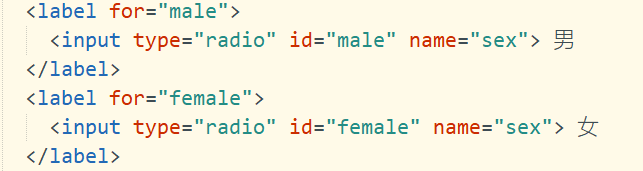 <label for="male">
<input type="radio" id="male" name="sex"> 男
</label>
<label for="female">
<input type="radio" id="female" name="sex"> 女
</label>